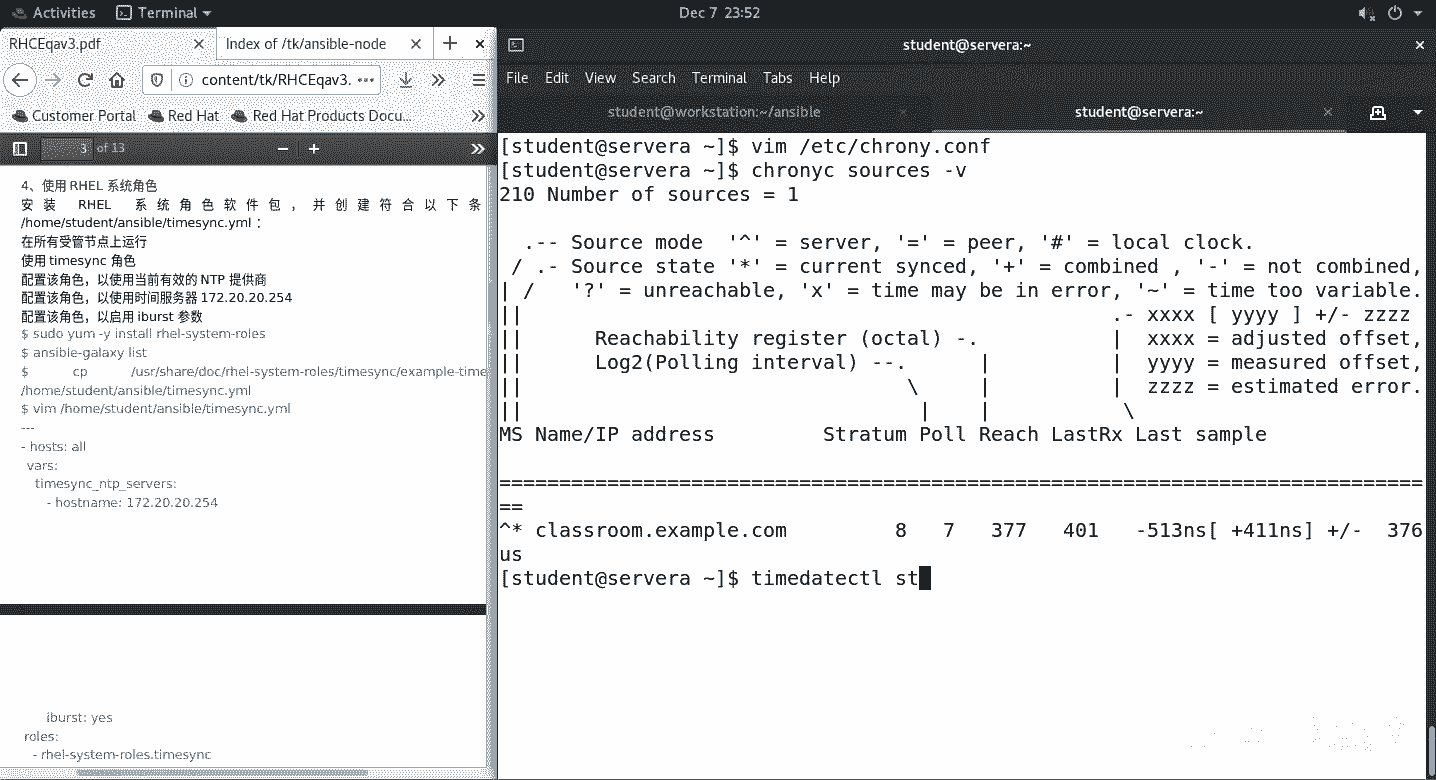 Activities
Terminal
Dec 7 23:52
RHCEqav3.pdf
Index of /tk/ansible-node
content/tk/RHCEqav3.
Customer Portal
Red Hat
Red Hat Products Docu...
3 of 13
4、使用 RHEL 系统角色
安 装 RHEL 系 统 角 色 软 件 包 ， 并 创 建 符 合 以 下 条
/home/student/ansible/timesync.yml：
在所有受管节点上运行
使用 timesync 角色
配置该角色，以使用当前有效的 NTP 提供商
配置该角色，以使用时间服务器 172.20.20.254
配置该角色，以启用 iburst 参数
$ sudo yum -y install rhel-system-roles
$ ansible-galaxy list
$ cp /usr/share/doc/rhel-system-roles/timesync/example-time
/home/student/ansible/timesync.yml
$ vim /home/student/ansible/timesync.yml
---
- hosts: all
vars:
timesync_ntp_servers:
- hostname: 172.20.20.254
iburst: yes
roles:
- rhel-system-roles.timesync
student@servera:~
File Edit View Search Terminal Tabs Help
student@workstation:~/ansible
student@servera:~
[student@servera ~]$ vim /etc/chrony.conf
[student@servera ~]$ chronyc sources -v
210 Number of sources = 1
.-- Source mode '^' = server, '=' = peer, '#' = local clock.
/ .- Source state '*' = current synced, '+' = combined , '-' = not combined,
| / '?' = unreachable, 'x' = time may be in error, '~' = time too variable.
|| .- xxxx [ yyyy ] +/- zzzz
|| Reachability register (octal) -. | xxxx = adjusted offset,
|| Log2(Polling interval) --. | | yyyy = measured offset,
|| \ | | zzzz = estimated error.
|| | | \
MS Name/IP address Stratum Poll Reach LastRx Last sample
=============================================================================
==
^* classroom.example.com 8 7 377 401 -513ns[ +411ns] +/- 376
us
[student@servera ~]$ timedatectl st